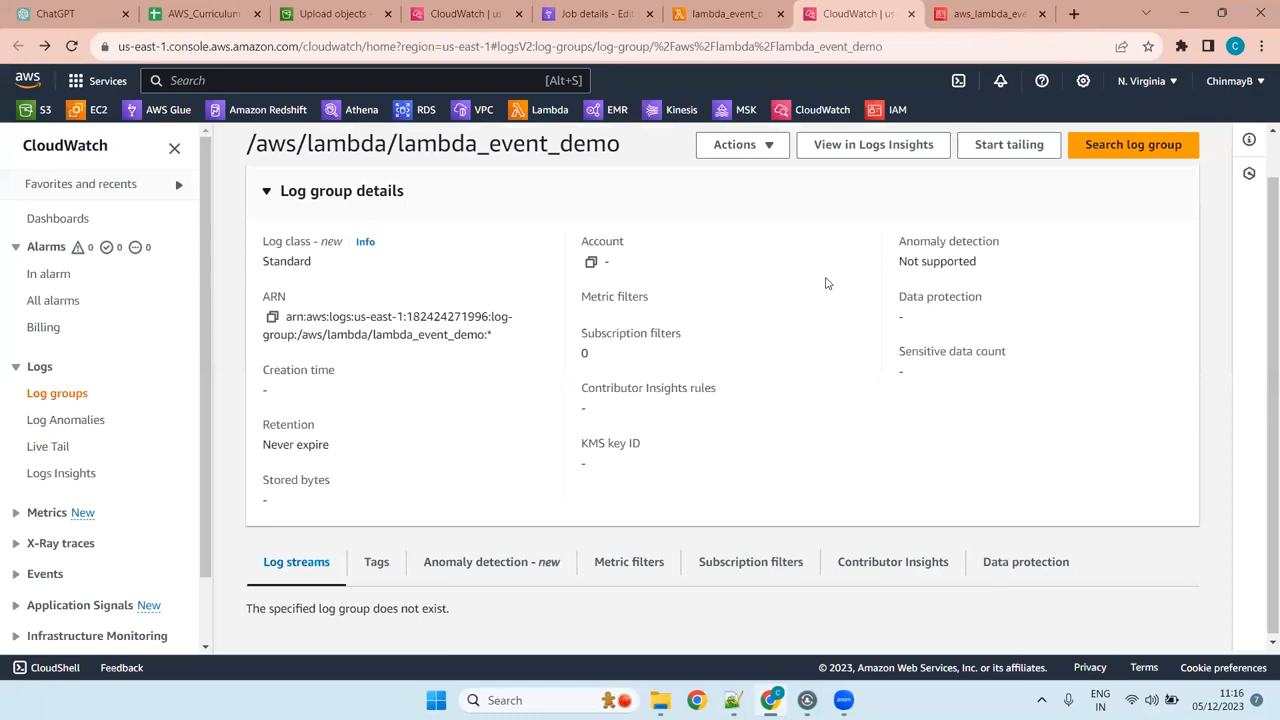 ChatGPT
AWS_Curriculum
Upload objects
CloudWatch | us
Job details - Edit
lambda_event_d
CloudWatch | us
aws_lambda_eve
us-east-1.console.aws.amazon.com/cloudwatch/home?region=us-east-1#logsV2:log-groups/log-group/%2Faws%2Flambda%2Flambda_event_demo
C
aws
Services
Search
[Alt+S]
N. Virginia
ChinmayB
S3
EC2
AWS Glue
Amazon Redshift
Athena
RDS
VPC
Lambda
EMR
Kinesis
MSK
CloudWatch
IAM
CloudWatch
Favorites and recents
Dashboards
Alarms 0 0 0
In alarm
All alarms
Billing
Logs
Log groups
Log Anomalies
Live Tail
Logs Insights
Metrics New
X-Ray traces
Events
Application Signals New
Infrastructure Monitoring
/aws/lambda/lambda_event_demo
Actions
View in Logs Insights
Start tailing
Search log group
Log group details
Log class - new Info
Standard
ARN
arn:aws:logs:us-east-1:182424271996:log-
group:/aws/lambda/lambda_event_demo:*
Creation time
-
Retention
Never expire
Stored bytes
-
Account
-
Metric filters
Subscription filters
0
Contributor Insights rules
-
KMS key ID
-
Anomaly detection
Not supported
Data protection
-
Sensitive data count
-
Log streams
Tags
Anomaly detection - new
Metric filters
Subscription filters
Contributor Insights
Data protection
The specified log group does not exist.
CloudShell
Feedback
© 2023, Amazon Web Services, Inc. or its affiliates.
Privacy
Terms
Cookie preferences
Search
C
zoom
ENG
IN
11:16
05/12/2023
7